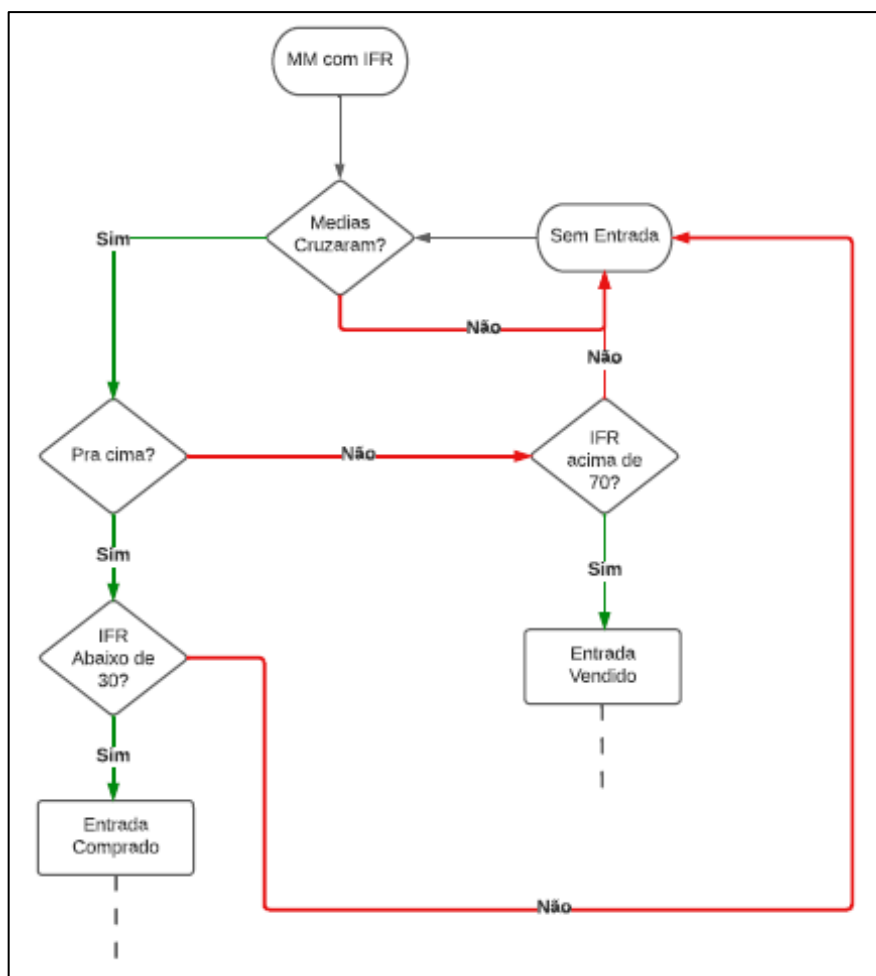 MM com IFR
Medias
Cruzaram?
Sem Entrada
Sim
Não
Não
Pra cima?
Não
IFR
acima de
70?
Sim
Sim
IFR
Abaixo de
30?
Entrada
Vendido
Sim
Entrada
Comprado
Não